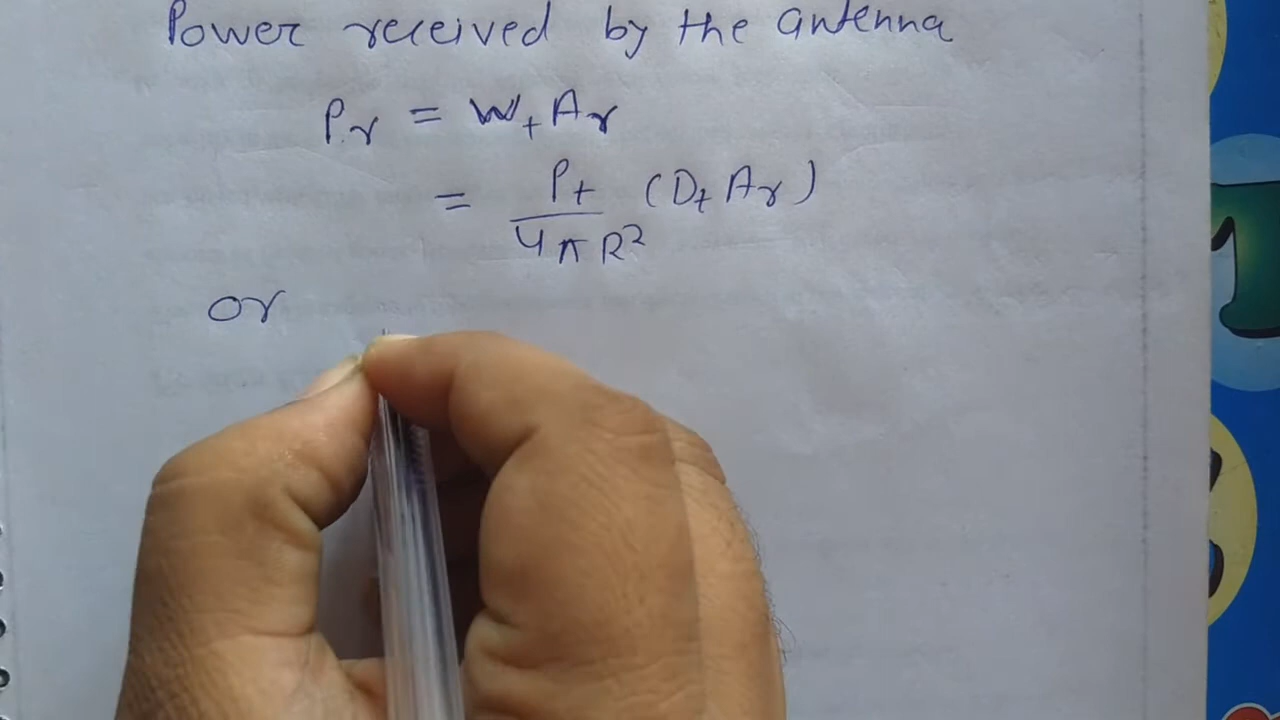 Power received by the antenna
Pr = Wt Ar
= Pt / 4πR² (Dt Ar)
or